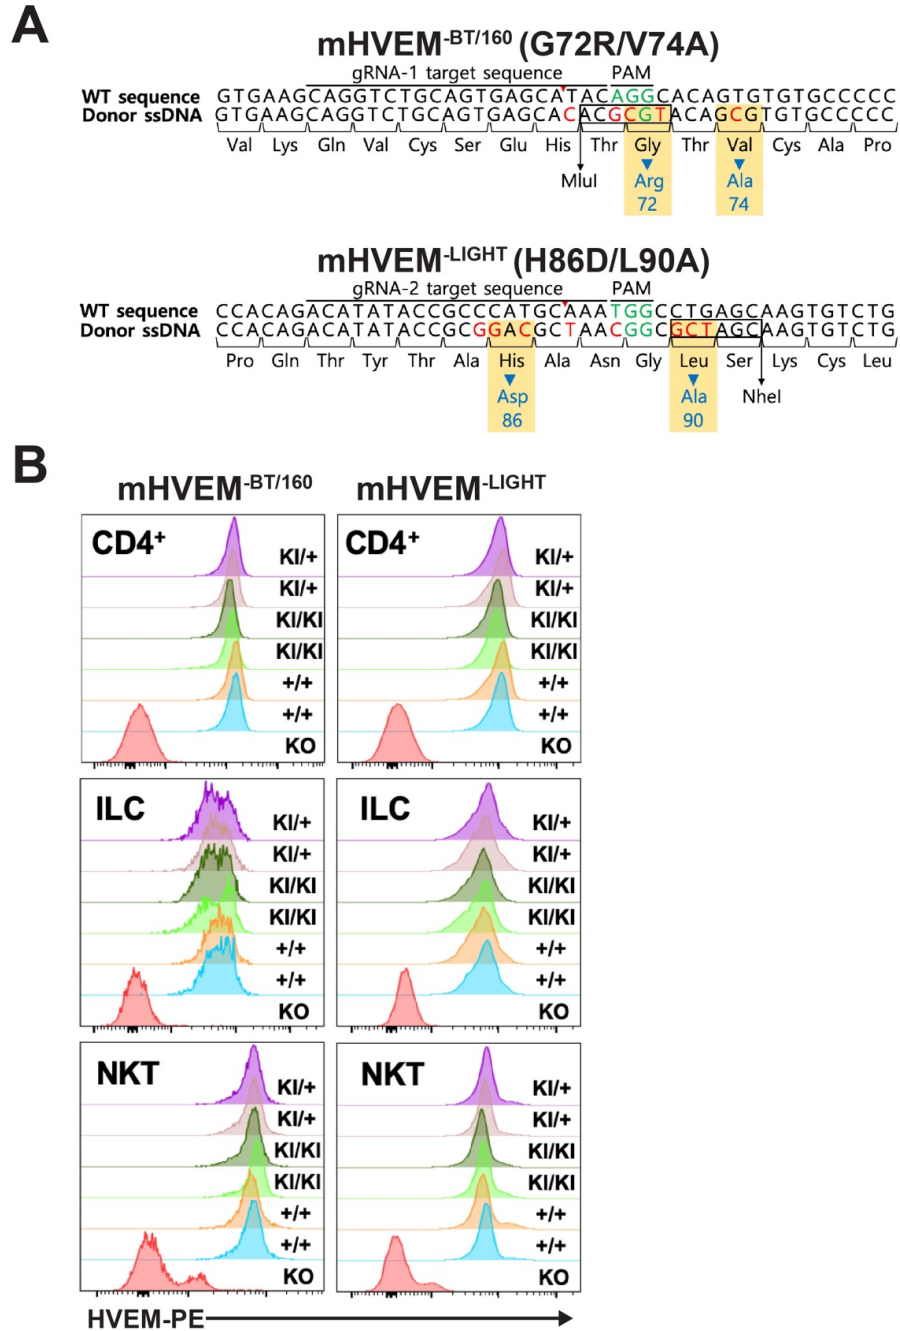 A
mHVEM-BT/160 (G72R/V74A)
gRNA-1 target sequence PAM
WT sequence GTGAAGCAGGTCTGCAGTGAGCATACAGGCACAGTGTGTGCCCCC
Donor ssDNA GTGAAGCAGGTCTGCAGTGAGCACACGCGTACAGCGTGTGCCCCC
Val Lys Gln Val Cys Ser Glu His Thr Gly Thr Val Cys Ala Pro
MluI Arg Ala
72 74
mHVEM-LIGHT (H86D/L90A)
gRNA-2 target sequence PAM
WT sequence CCACAGACATATACCGCCCATGCAAATGGCCTGAGCAAGTGTCTG
Donor ssDNA CCACAGACATATACCGCGGACGCTAACGGCGCTAGCAAGTGTCTG
Pro Gln Thr Tyr Thr Ala His Ala Asn Gly Leu Ser Lys Cys Leu
Asp Ala NheI
86 90
B
mHVEM-BT/160 mHVEM-LIGHT
CD4+ CD4+
KI/+ KI/+
KI/+ KI/+
KI/KI KI/KI
KI/KI KI/KI
+/+ +/+
+/+ +/+
KO KO
ILC ILC
KI/+ KI/+
KI/+ KI/+
KI/KI KI/KI
KI/KI KI/KI
+/+ +/+
+/+ +/+
KO KO
NKT NKT
KI/+ KI/+
KI/+ KI/+
KI/KI KI/KI
KI/KI KI/KI
+/+ +/+
+/+ +/+
KO KO
HVEM-PE